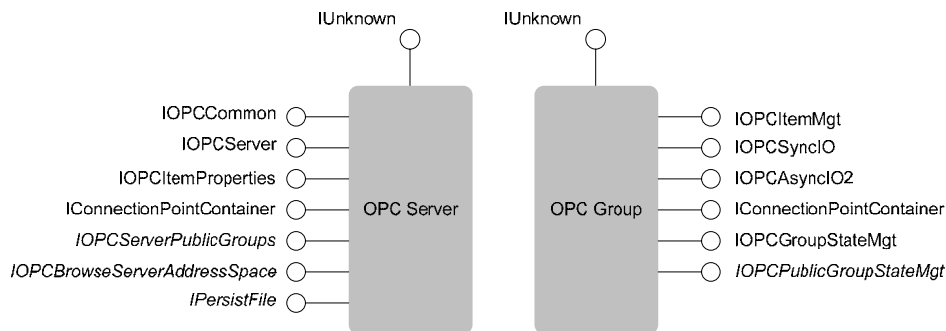 IUnknown
IUnknown
IOPCCommon
IOPCServer
IOPCItemProperties
IConnectionPointContainer
IOPCServerPublicGroups
IOPCBrowseServerAddressSpace
IPersistFile
OPC Server
OPC Group
IOPCItemMgt
IOPCSyncIO
IOPCAsyncIO2
IConnectionPointContainer
IOPCGroupStateMgt
IOPCPublicGroupStateMgt